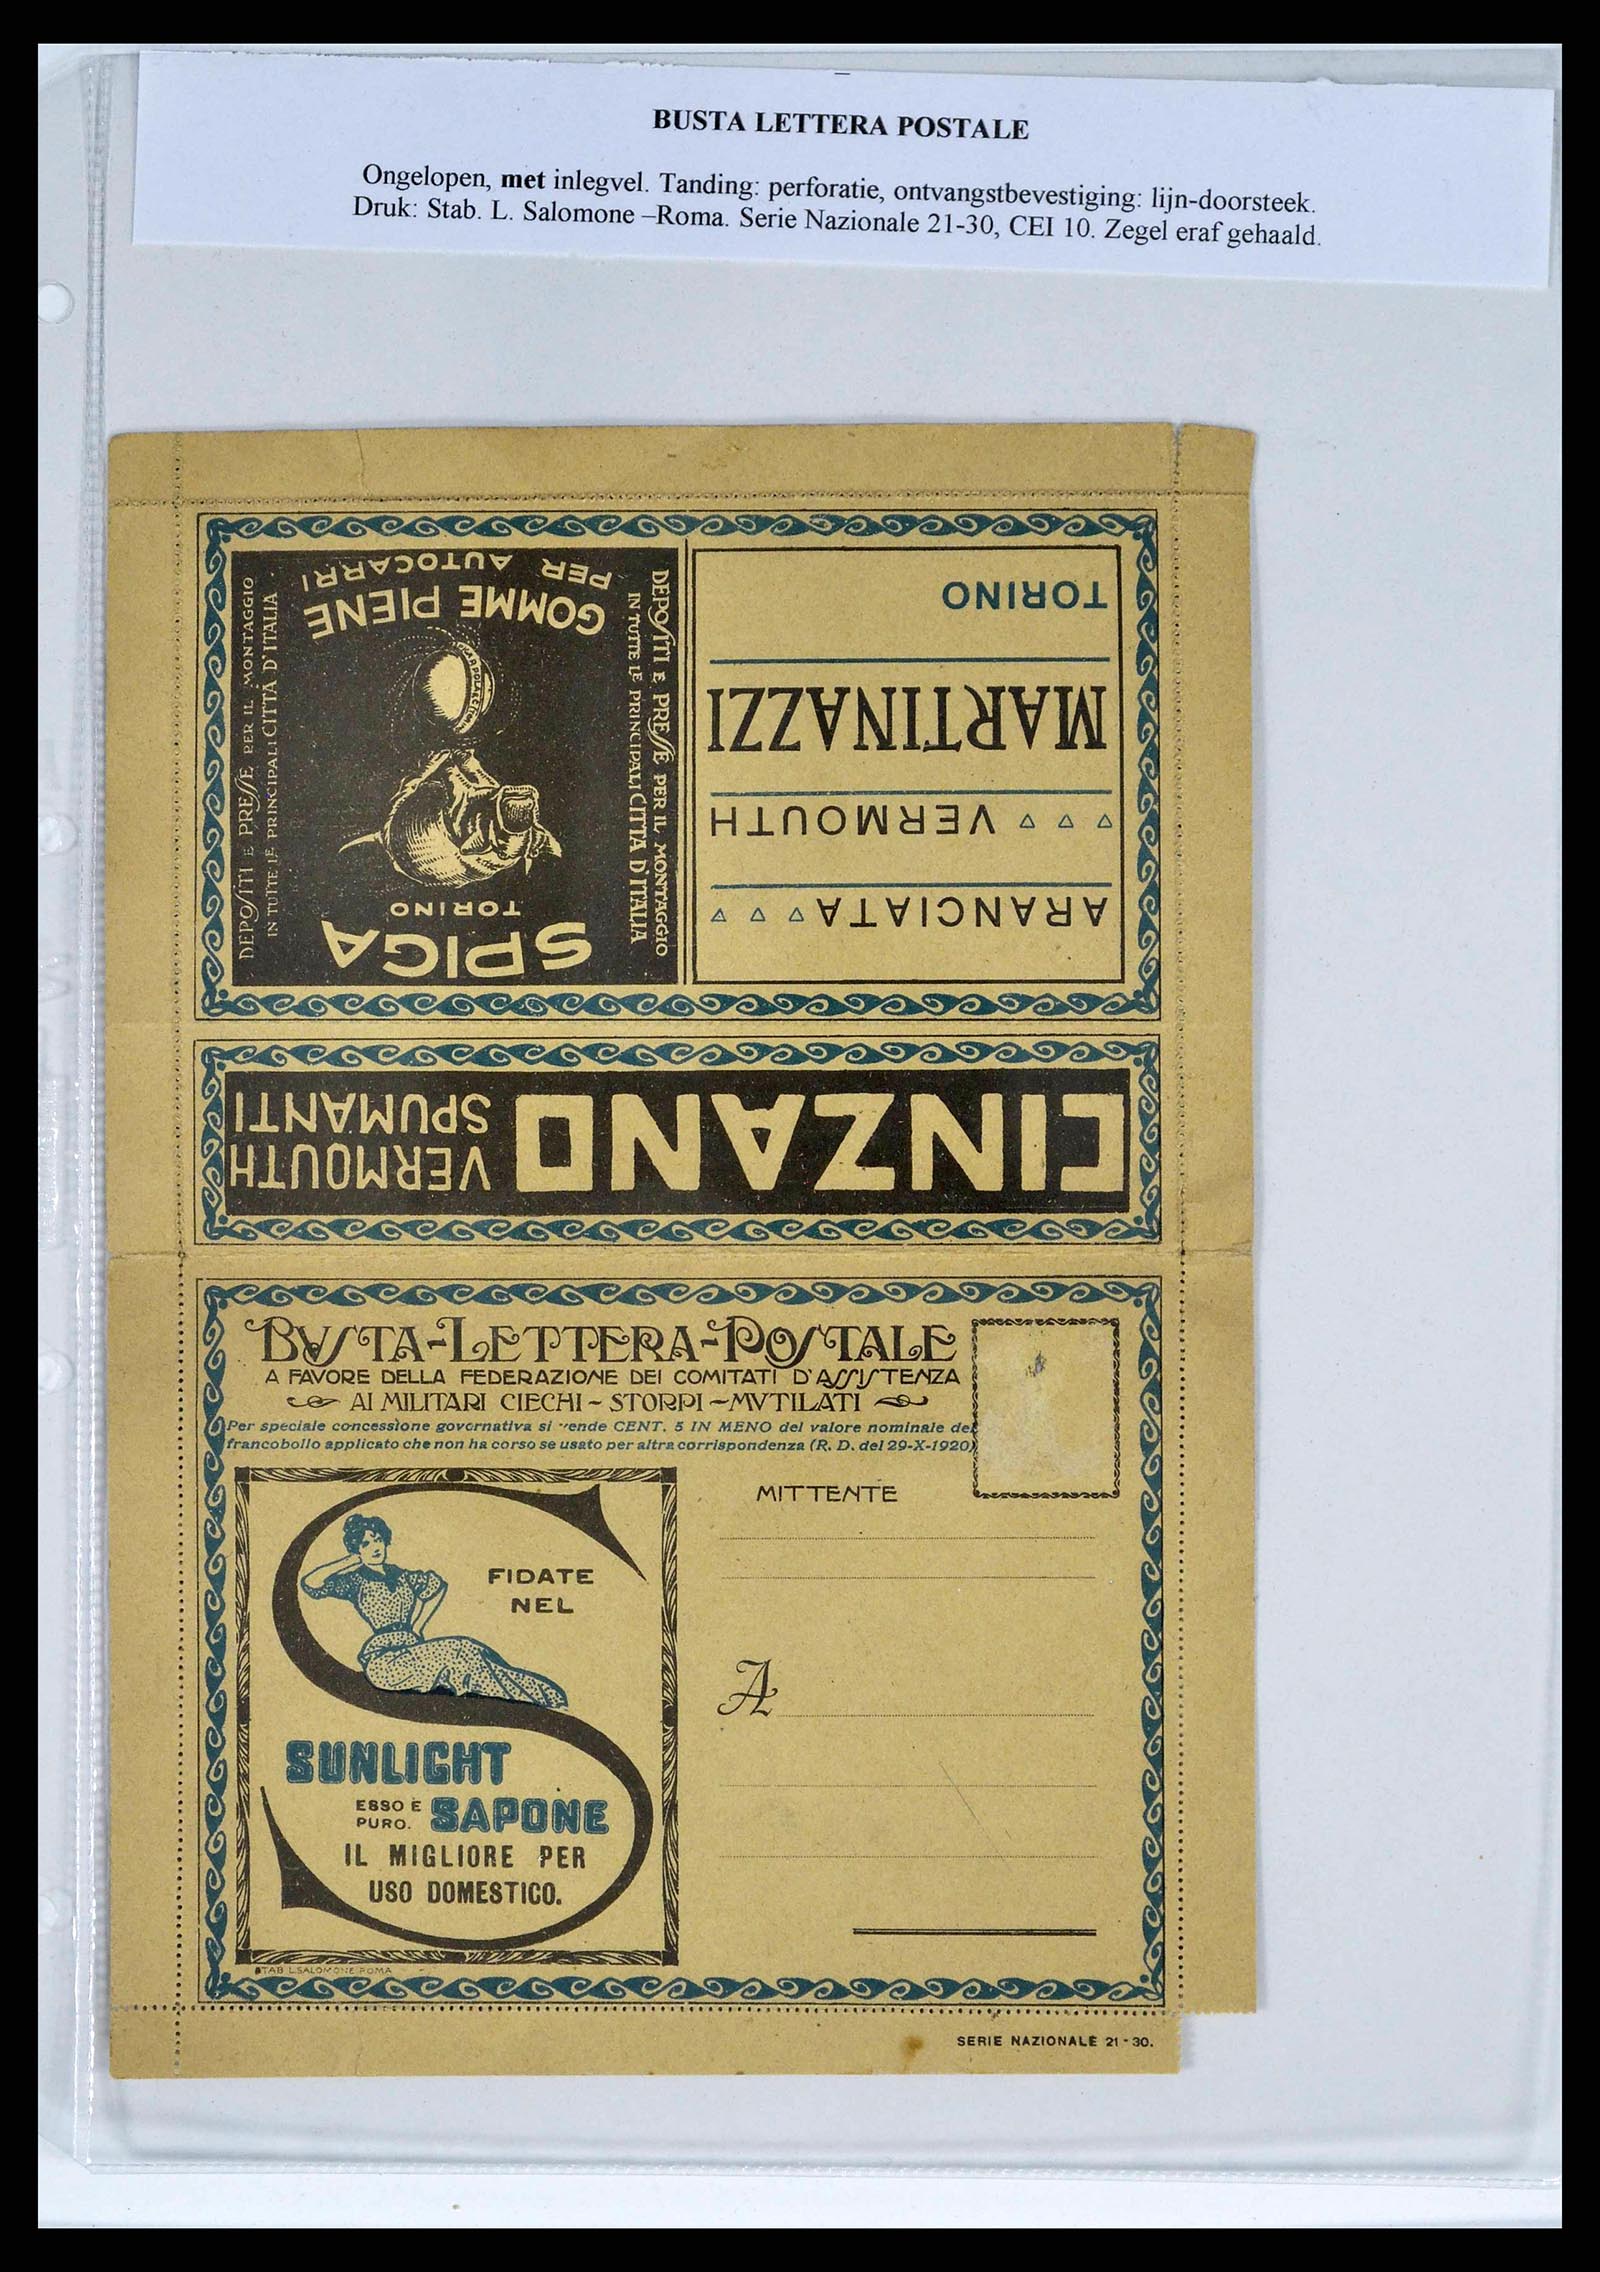 BUSTA LETTERA POSTALE
Ongelopen, met inlegvel. Tanding: perforatie, ontvangstbevestiging: lijn-doorsteek.
Druk: Stab. L. Salomone –Roma. Serie Nazionale 21-30, CEI 10. Zegel eraf gehaald.
SPIGA
TORINO
GOMME PIENE
PER AUTOCARRI
DEPOSITI E PRESSE PER IL MONTAGGIO
IN TUTTE LE PRINCIPALI CITTÀ D'ITALIA
DEPOSITI E PRESSE PER IL MONTAGGIO
IN TUTTE LE PRINCIPALI CITTÀ D'ITALIA
ARANCIATA
VERMOUTH
MARTINAZZI
TORINO
CINZANO
VERMOUTH
SPUMANTI
BUSTA-LETTERA-POSTALE
A FAVORE DELLA FEDERAZIONE DEI COMITATI D'ASSISTENZA
AI MILITARI CIECHI - STORPI - MVTILATI
Per speciale concessione governativa si vende CENT. 5 IN MENO del valore nominale del
francobollo applicato che non ha corso se usato per altra corrispondenza (R. D. del 29-X-1920)
MITTENTE
A
FIDATE
NEL
SUNLIGHT
ESSO È
PURO.
SAPONE
IL MIGLIORE PER
USO DOMESTICO.
STAB L.SALOMONE ROMA
SERIE NAZIONALE 21 - 30.